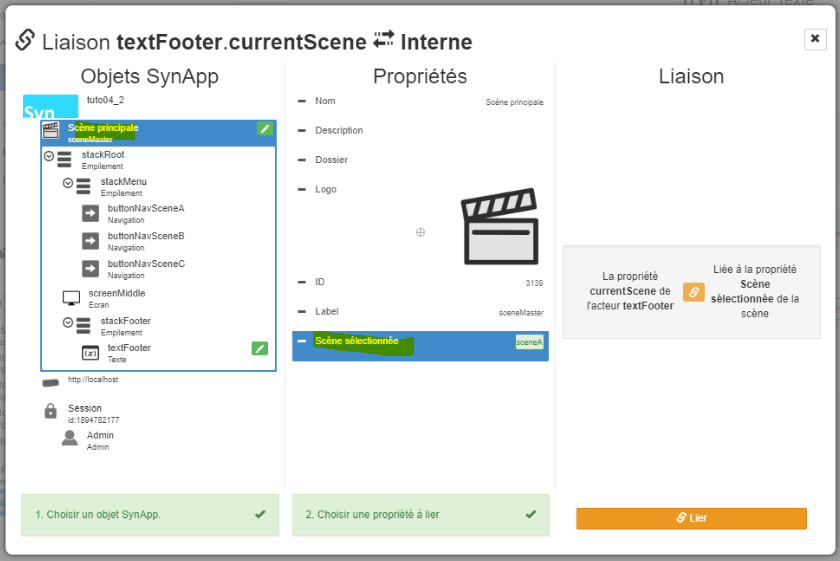 Acteur Texte
Liaison textFooter.currentScene Interne
Objets SynApp
Propriétés
Liaison
Syn
tuto04_2
Scène principale
sceneMaster
stackRoot
Empilement
stackMenu
Empilement
buttonNavSceneA
Navigation
buttonNavSceneB
Navigation
buttonNavSceneC
Navigation
screenMiddle
Ecran
stackFooter
Empilement
(x)
textFooter
Texte
http://localhost
Session
id:1894782177
Admin
Admin
Nom Scène principale
Description
Dossier
Logo
ID 3139
Label sceneMaster
Scène sélectionnée sceneA
La propriété
currentScene de
l'acteur textFooter
Liée à la propriété
Scène
sélectionnée de la
scène
1. Choisir un objet SynApp.
2. Choisir une propriété à lier
Lier